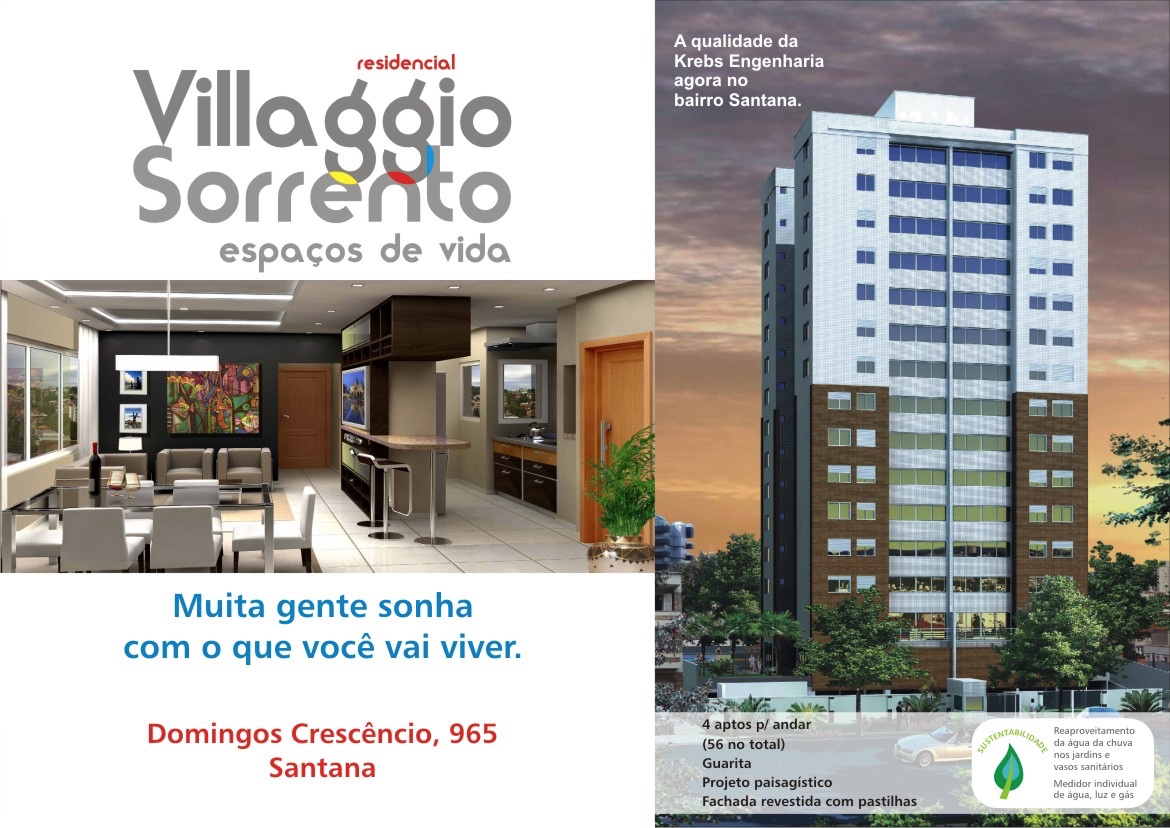 residencial
Villaggio
Sorrento
espaços de vida
Muita gente sonha
com o que você vai viver.
Domingos Crescêncio, 965
Santana
A qualidade da
Krebs Engenharia
agora no
bairro Santana.
4 aptos p/ andar
(56 no total)
Guarita
Projeto paisagístico
Fachada revestida com pastilhas
SUSTENTABILIDADE
Reaproveitamento
da água da chuva
nos jardins e
vasos sanitários
Medidor individual
de água, luz e gás